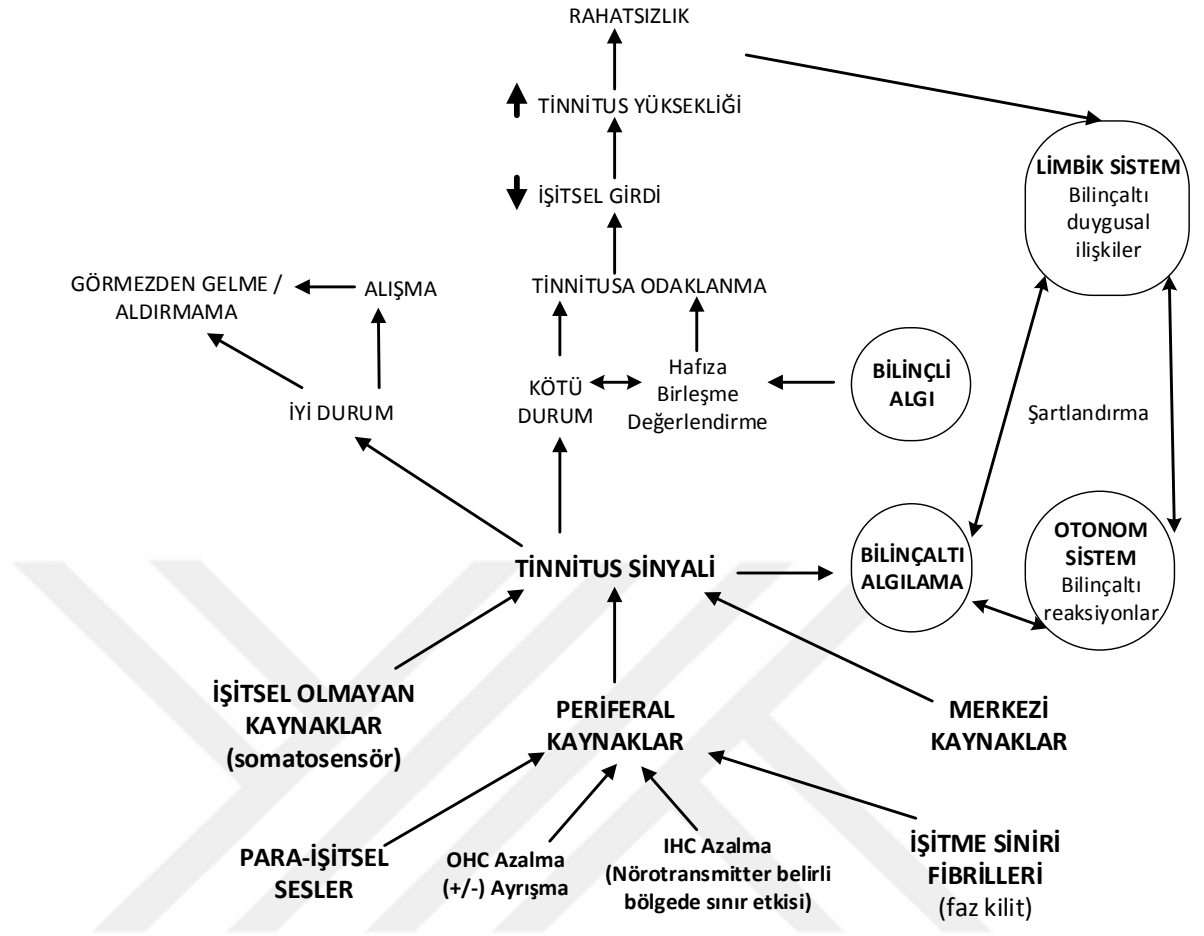 RAHATSIZLIK
TİNNİTUS YÜKSEKLİĞİ
İŞİTSEL GİRDİ
LİMBİK SİSTEM
Bilinçaltı
duygusal
ilişkiler
GÖRMEZDEN GELME /
ALDIRMAMA
ALIŞMA
TİNNİTUSA ODAKLANMA
İYİ DURUM
KÖTÜ
DURUM
Hafıza
Birleşme
Değerlendirme
BİLİNÇLİ
ALGI
Şartlandırma
TİNNİTUS SİNYALİ
BİLİNÇALTI
ALGILAMA
OTONOM
SİSTEM
Bilinçaltı
reaksiyonlar
İŞİTSEL OLMAYAN
KAYNAKLAR
(somatosensör)
PERİFERAL
KAYNAKLAR
MERKEZİ
KAYNAKLAR
PARA-İŞİTSEL
SESLER
OHC Azalma
(+/-) Ayrışma
IHC Azalma
(Nörotransmitter belirli
bölgede sınır etkisi)
İŞİTME SİNİRİ
FİBRİLLERİ
(faz kilit)